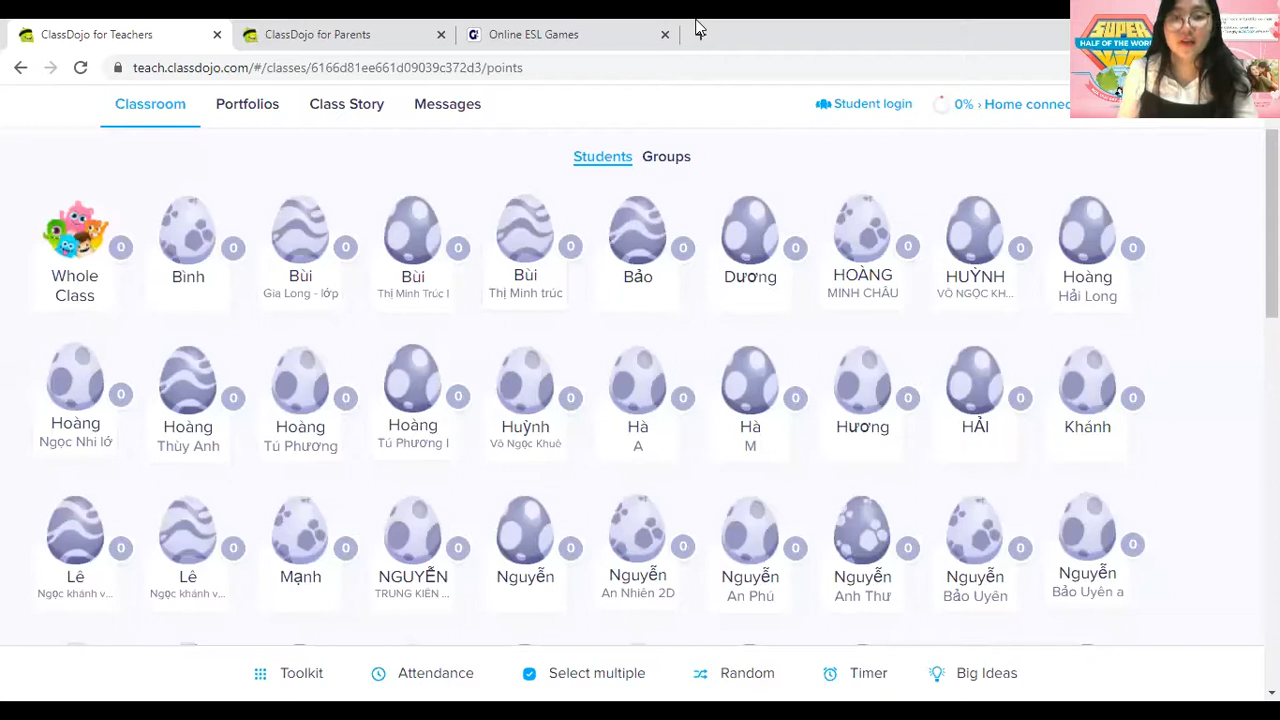 ClassDojo for Teachers
ClassDojo for Parents
teach.classdojo.com/#/classes/6166d81ee661
/points
Classroom
Portfolios
Class Story
Messages
Student login
0% › Home connec
SUPER
HALF OF THE WORLD
Students
Groups
Whole Class 0
Bình 0
Bùi 0
Gia Long - lớp
Bùi 0
Thị Minh Trúc l
Bùi 0
Thị Minh trúc
Bảo 0
Dương 0
HOÀNG 0
MINH CHÂU
HUỲNH 0
VÕ NGỌC KH...
Hoàng 0
Hải Long
Hoàng 0
Ngọc Nhi lớ
Hoàng 0
Thùy Anh
Hoàng 0
Tú Phương
Hoàng 0
Tú Phương l
Huỳnh 0
Võ Ngọc Khuê
Hà 0
A
Hà 0
M
Hương 0
HẢI 0
Khánh 0
Lê 0
Ngọc khánh v...
Lê 0
Ngọc khánh v...
Mạnh 0
NGUYỄN 0
TRUNG KIÊN ...
Nguyễn 0
Nguyễn 0
An Nhiên 2D
Nguyễn 0
An Phú
Nguyễn 0
Anh Thư
Nguyễn 0
Bảo Uyên
Nguyễn 0
Bảo Uyên a
Toolkit
Attendance
Select multiple
Random
Timer
Big Ideas